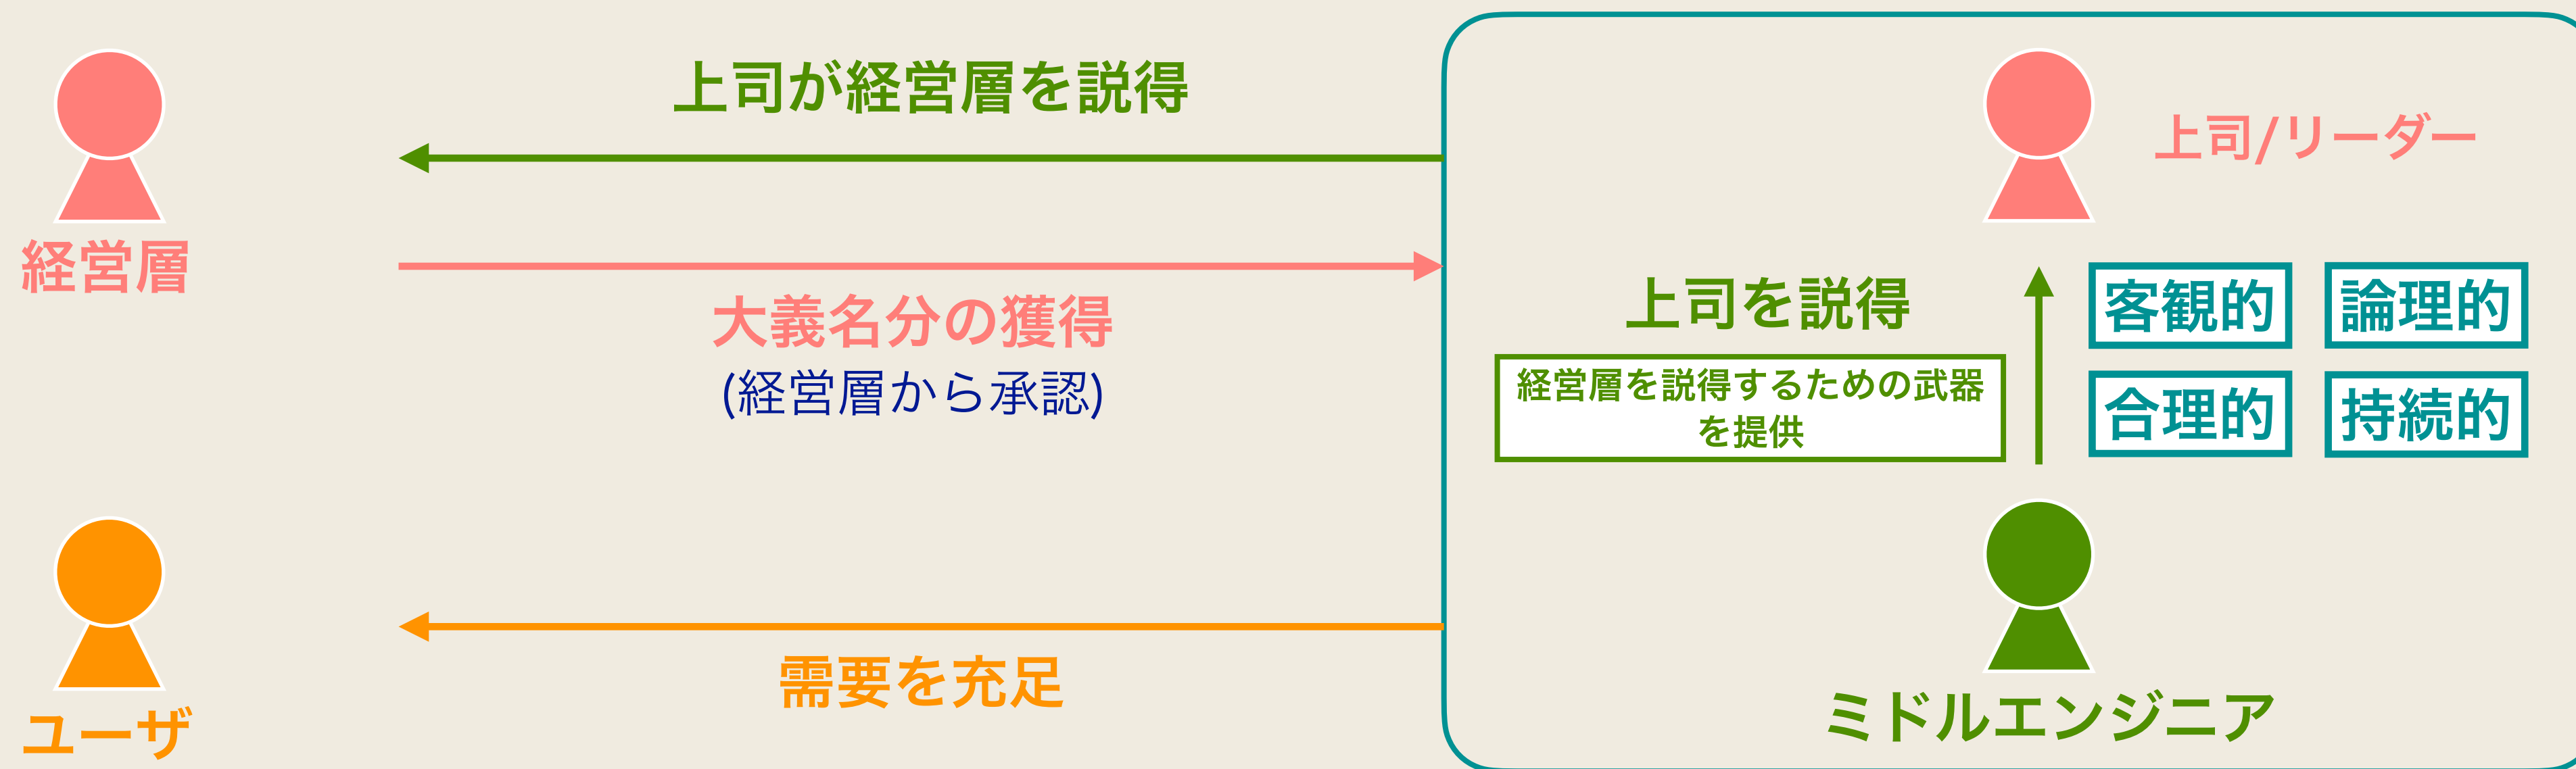 上司が経営層を説得
経営層
大義名分の獲得
(経営層から承認)
ユーザ
需要を充足
上司/リーダー
上司を説得
経営層を説得するための武器
を提供
客観的
論理的
合理的
持続的
ミドルエンジニア